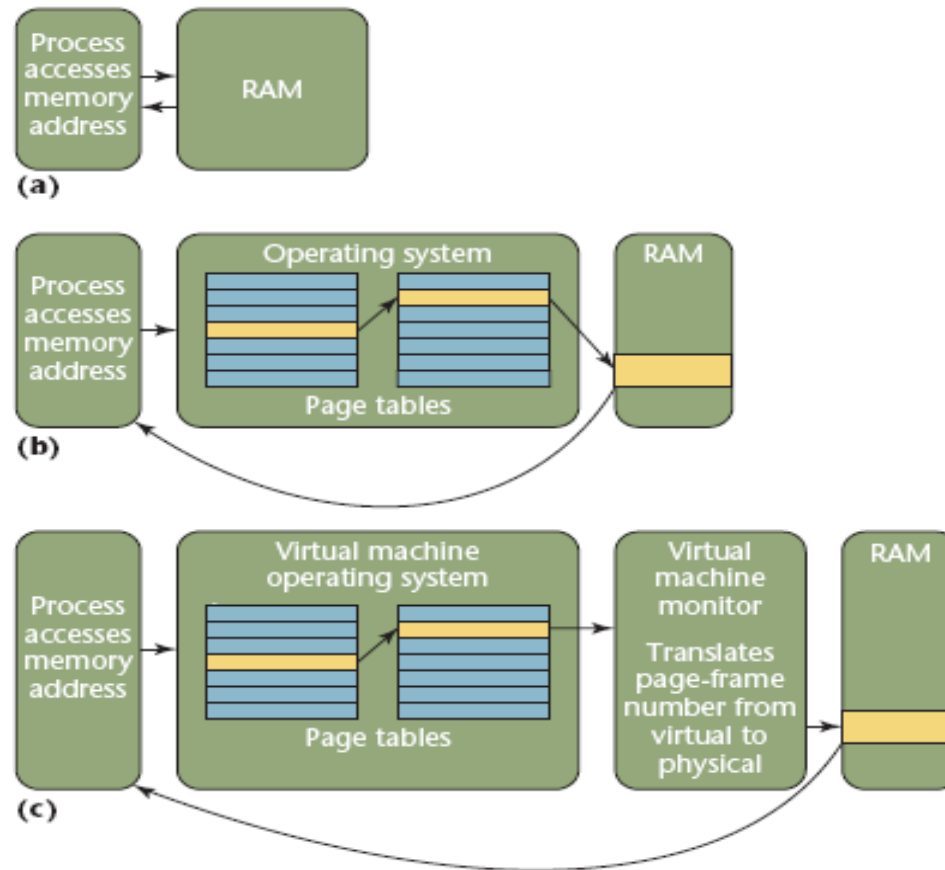 Process
accesses
memory
address
RAM
(a)
Process
accesses
memory
address
Operating system
Page tables
RAM
(b)
Process
accesses
memory
address
Virtual machine
operating system
Page tables
Virtual
machine
monitor
Translates
page-frame
number from
virtual to
physical
RAM
(c)